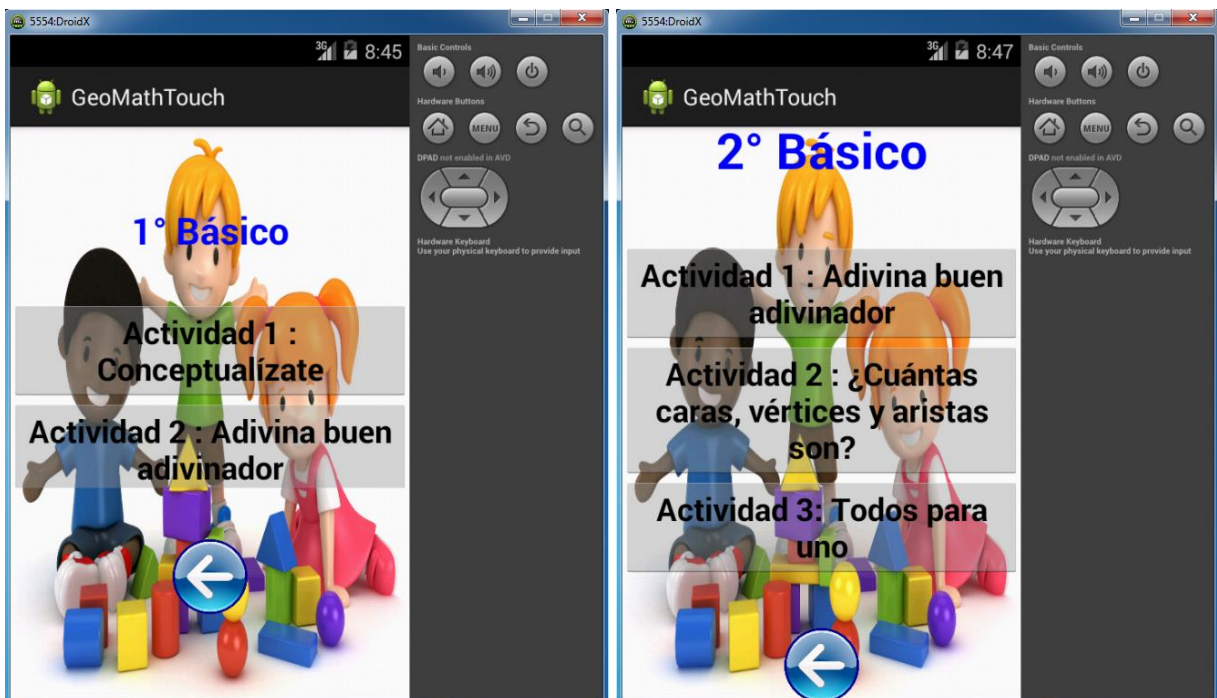 5554:DroidX
3G 8:45
GeoMathTouch
1° Básico
Actividad 1 :
Conceptualízate
Actividad 2 : Adivina buen
adivinador
Basic Controls
Hardware Buttons
MENU
DPAD not enabled in AVD
Hardware Keyboard
Use your physical keyboard to provide input
5554:DroidX
3G 8:47
GeoMathTouch
2° Básico
Actividad 1 : Adivina buen
adivinador
Actividad 2 : ¿Cuántas
caras, vértices y aristas
son?
Actividad 3: Todos para
uno
Basic Controls
Hardware Buttons
MENU
DPAD not enabled in AVD
Hardware Keyboard
Use your physical keyboard to provide input